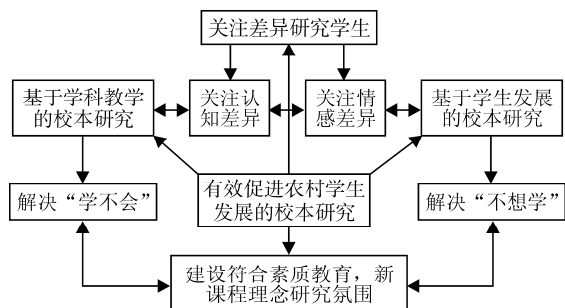 关注差异研究学生
基于学科教学
的校本研究
关注认
知差异
关注情
感差异
基于学生发展
的校本研究
解决“学不会”
有效促进农村学生
发展的校本研究
解决“不想学”
建设符合素质教育，新
课程理念研究氛围